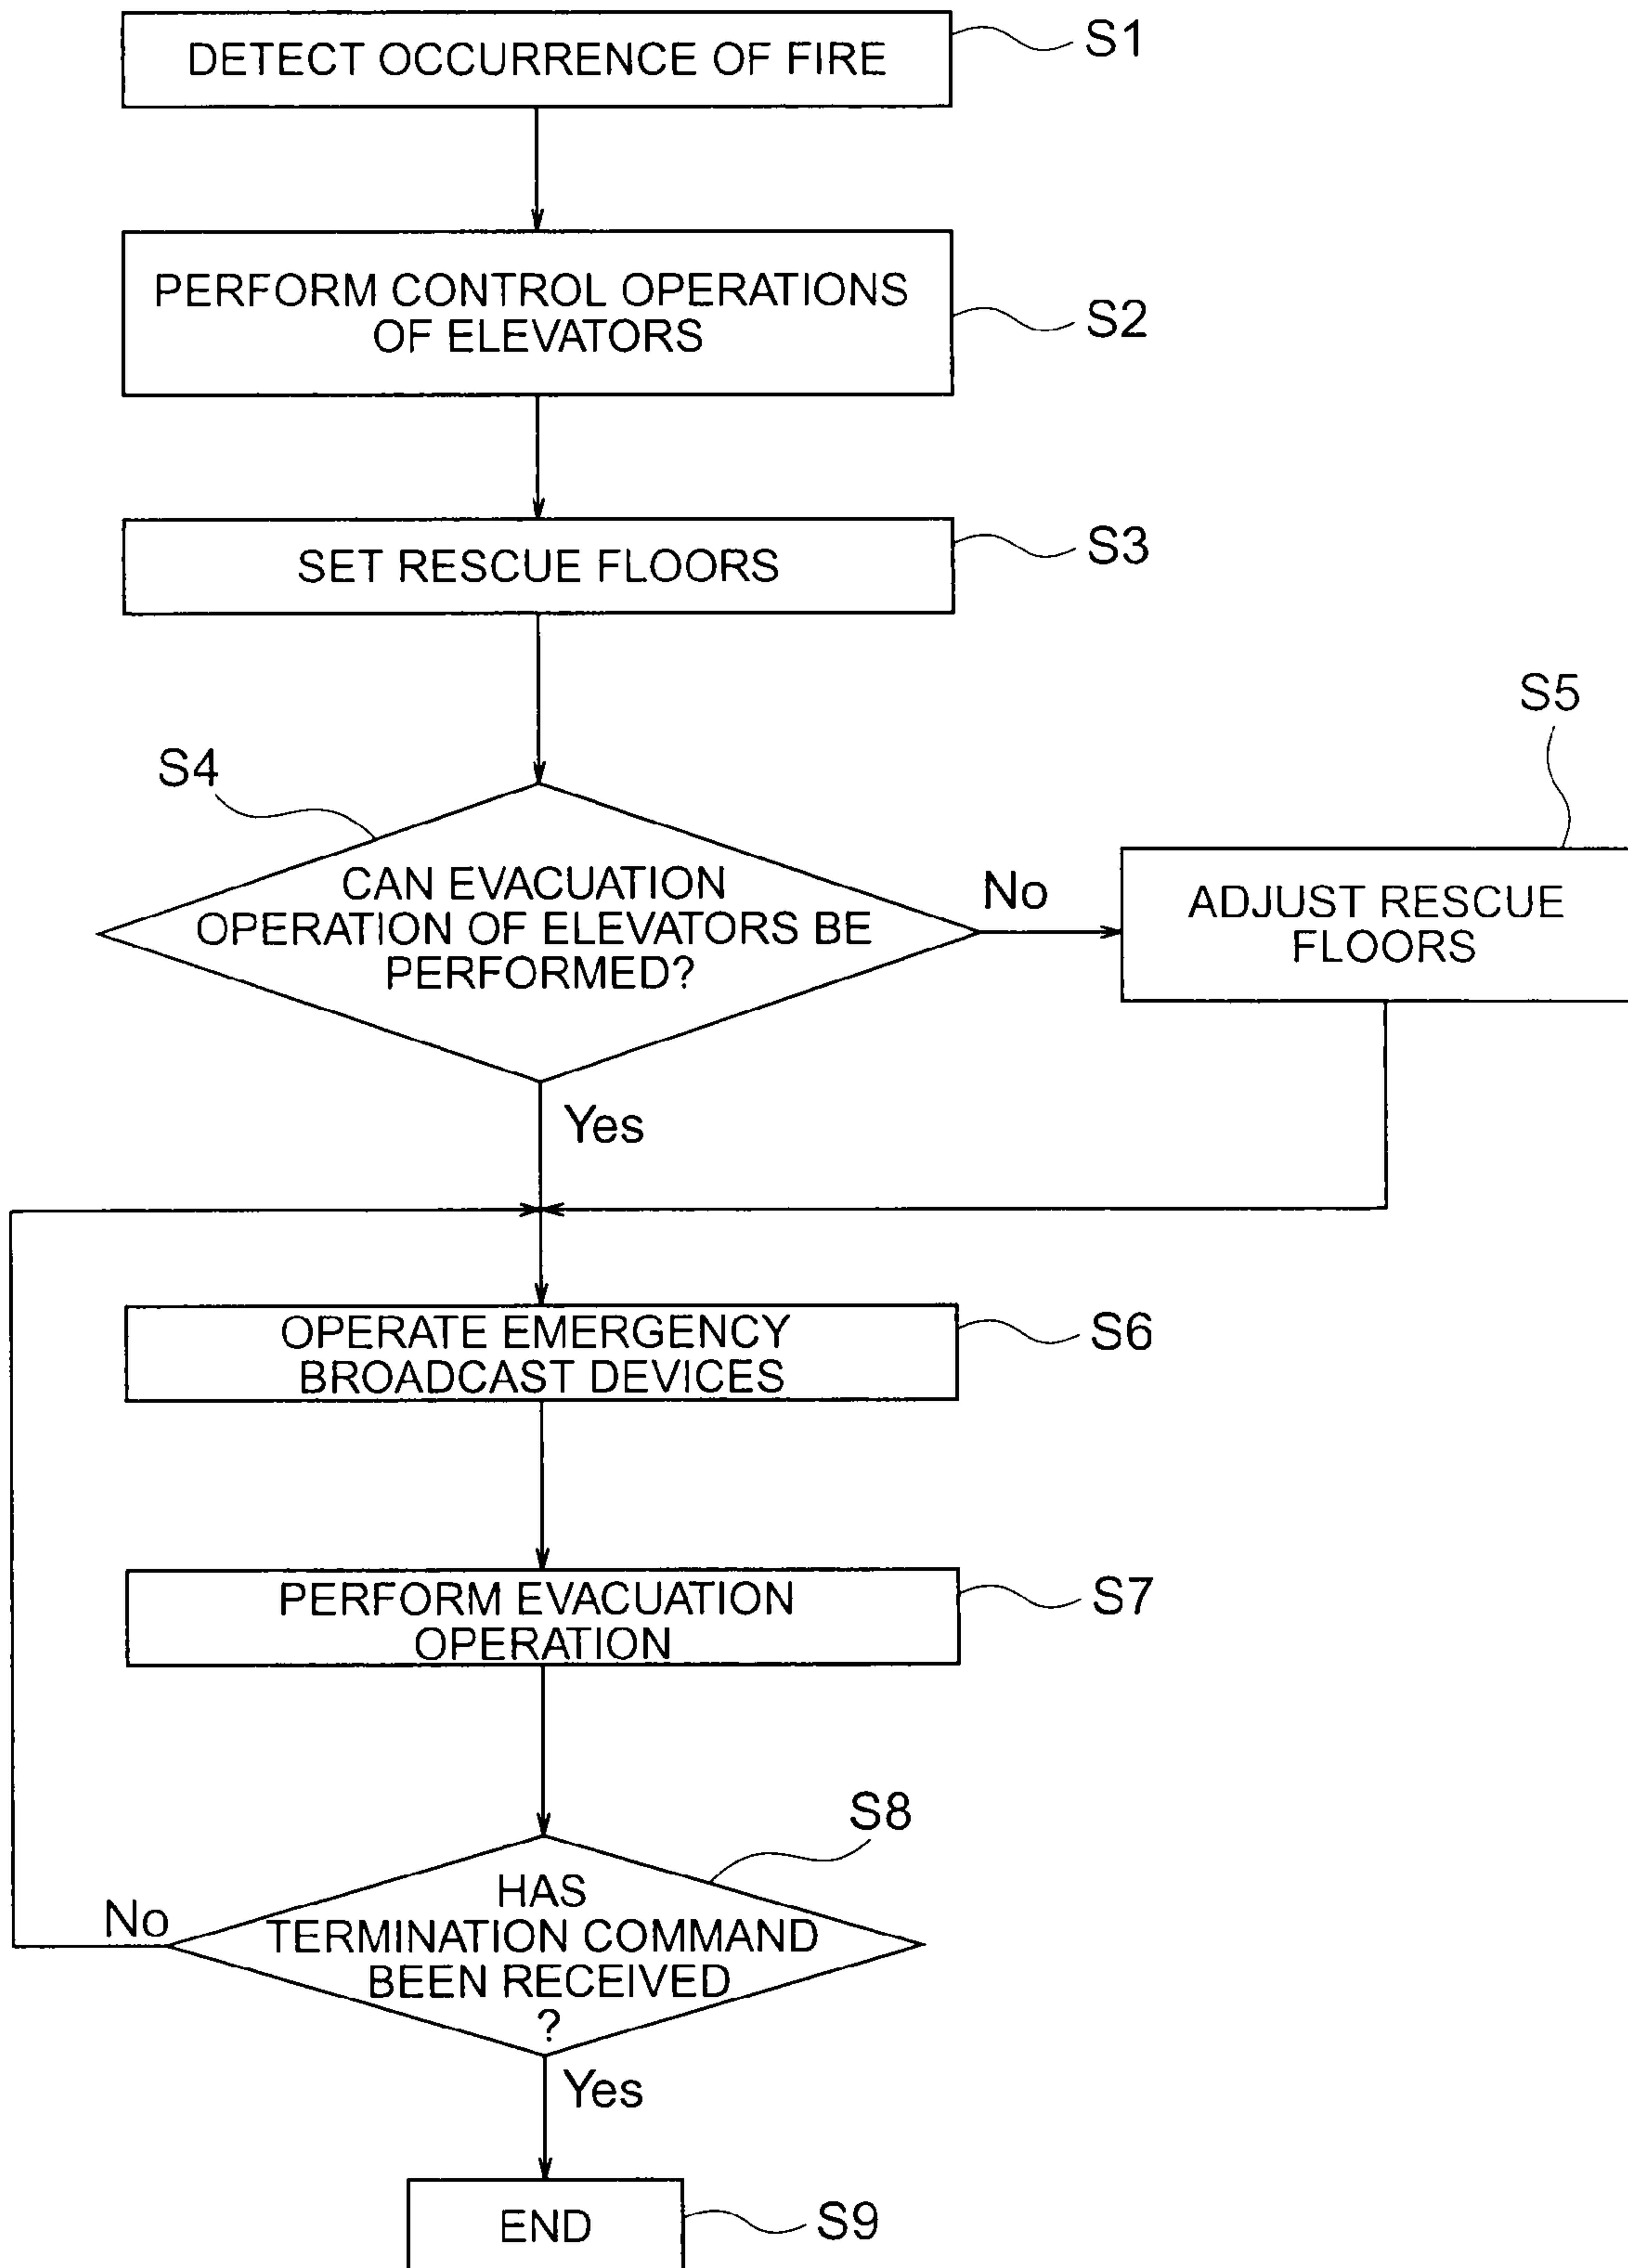 DETECT OCCURRENCE OF FIRE
S1
PERFORM CONTROL OPERATIONS
OF ELEVATORS
S2
SET RESCUE FLOORS
S3
S4
CAN EVACUATION
OPERATION OF ELEVATORS BE
PERFORMED?
No
S5
ADJUST RESCUE
FLOORS
Yes
OPERATE EMERGENCY
BROADCAST DEVICES
S6
PERFORM EVACUATION
OPERATION
S7
S8
HAS
TERMINATION COMMAND
BEEN RECEIVED
?
No
Yes
END
S9